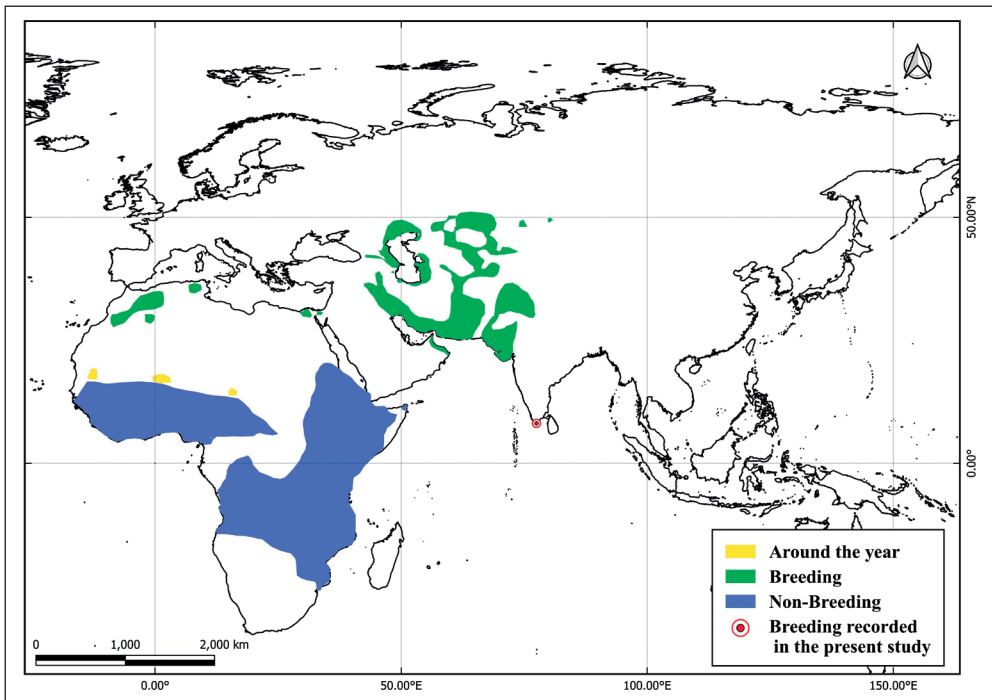 50.00°N
0.00°
Around the year
Breeding
Non-Breeding
Breeding recorded
in the present study
0 1,000 2,000 km
0.00° 50.00°E 100.00°E 150.00°E